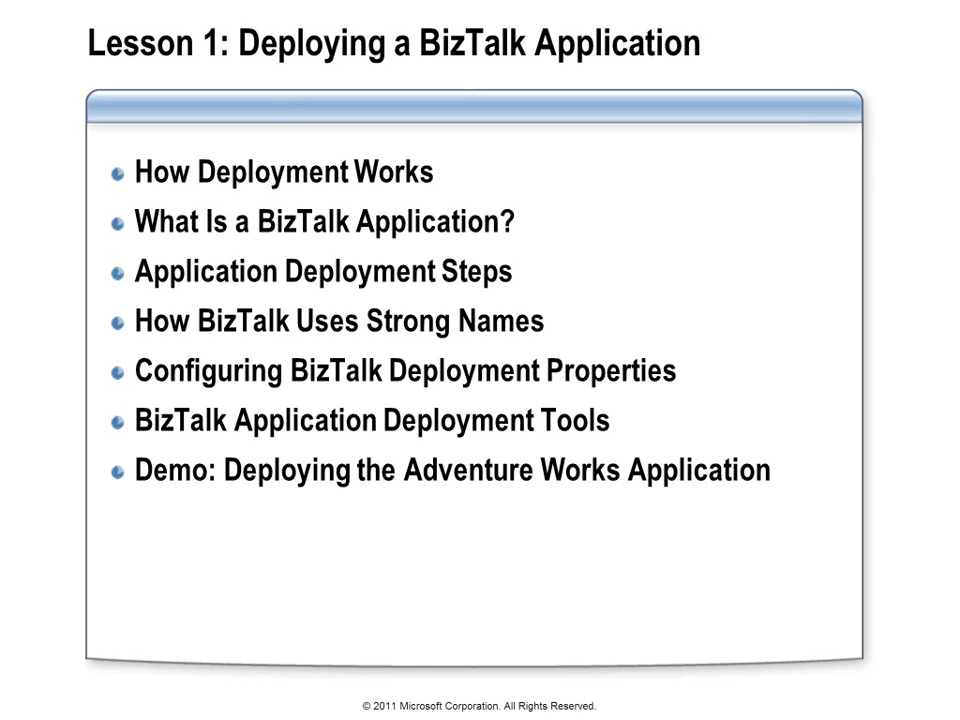 Lesson 1: Deploying a BizTalk Application
How Deployment Works
What Is a BizTalk Application?
Application Deployment Steps
How BizTalk Uses Strong Names
Configuring BizTalk Deployment Properties
BizTalk Application Deployment Tools
Demo: Deploying the Adventure Works Application
© 2011 Microsoft Corporation. All Rights Reserved.